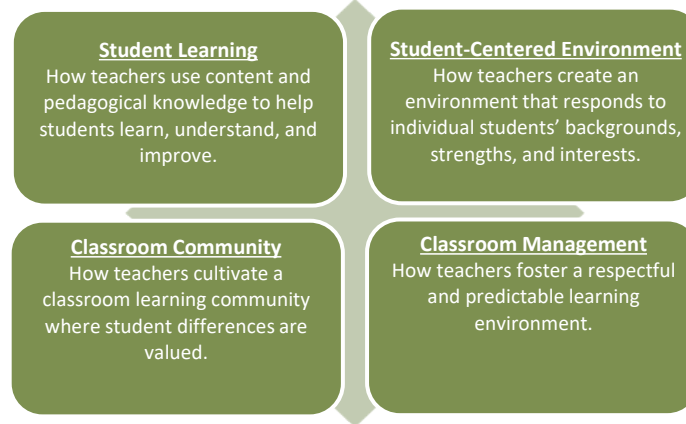 Student Learning
How teachers use content and
pedagogical knowledge to help
students learn, understand, and
improve.
Student-Centered Environment
How teachers create an
environment that responds to
individual students’ backgrounds,
strengths, and interests.
Classroom Community
How teachers cultivate a
classroom learning community
where student differences are
valued.
Classroom Management
How teachers foster a respectful
and predictable learning
environment.